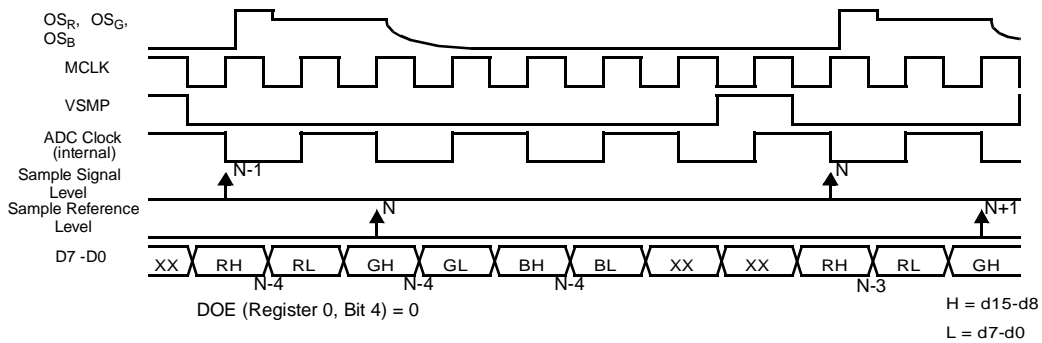 OSR, OSG,
OSB
MCLK
VSMP
ADC Clock
(internal)
N-1
N
Sample Signal
Level
N
N+1
Sample Reference
Level
D7 -D0
XX RH RL GH GL BH BL XX XX RH RL GH
N-4 N-4 N-4 N-3
DOE (Register 0, Bit 4) = 0
H = d15-d8
L = d7-d0